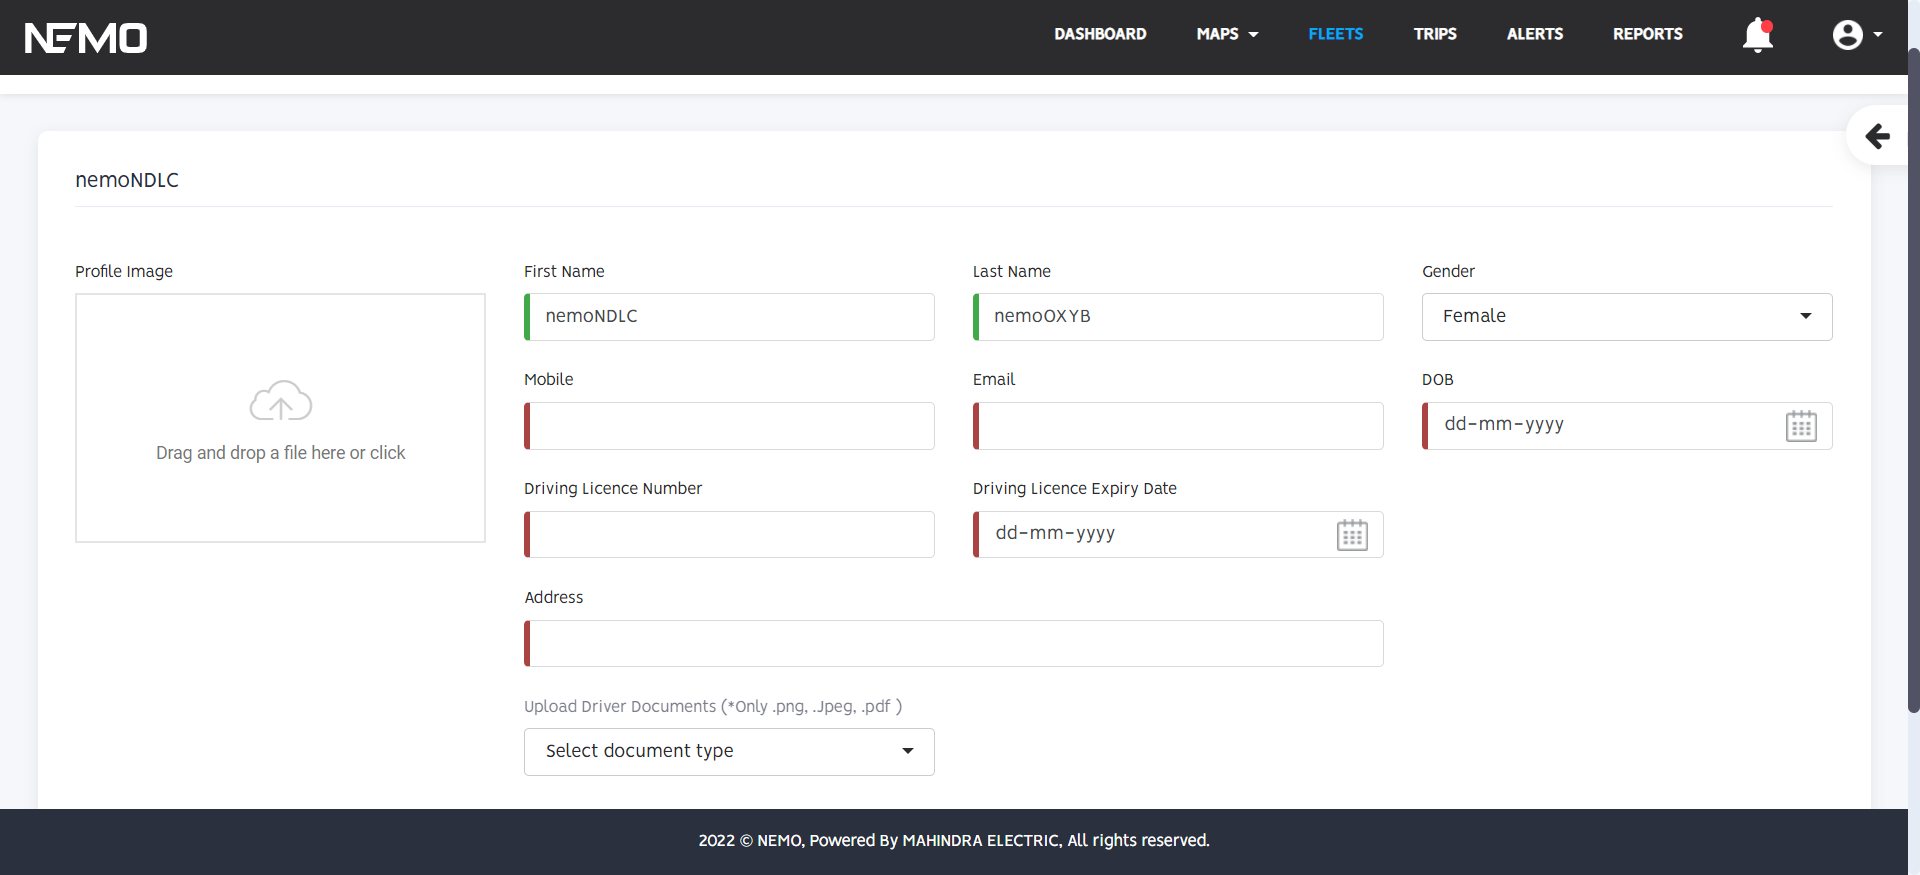 NEMO
DASHBOARD MAPS FLEETS TRIPS ALERTS REPORTS
nemoNDLC
Profile Image
Drag and drop a file here or click
First Name
nemoNDLC
Last Name
nemoOXYB
Gender
Female
Mobile
Email
DOB
dd-mm-yyyy
Driving Licence Number
Driving Licence Expiry Date
dd-mm-yyyy
Address
Upload Driver Documents (*Only .png, .Jpeg, .pdf )
Select document type
2022 © NEMO, Powered By MAHINDRA ELECTRIC, All rights reserved.